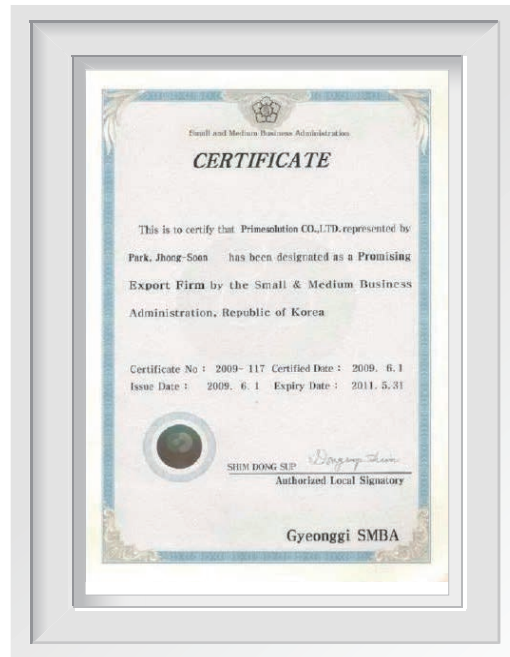 Small and Medium Business Administration
CERTIFICATE
This is to certify that Primesolution CO.,LTD. represented by
Park, Jhong-Soon has been designated as a Promising
Export Firm by the Small & Medium Business
Administration, Republic of Korea
Certificate No : 2009- 117 Certified Date : 2009. 6. 1
Issue Date : 2009. 6. 1 Expiry Date : 2011. 5. 31
SHIM DONG SUP Dongsup Shim
Authorized Local Signatory
Gyeonggi SMBA